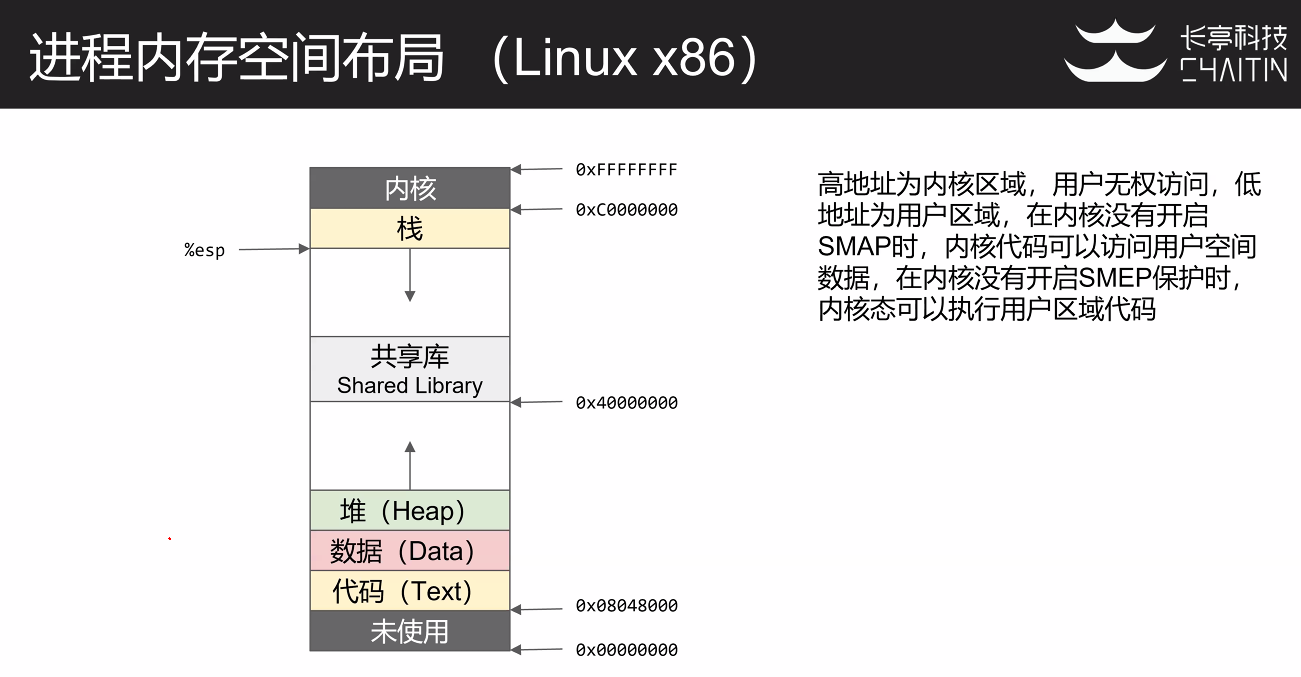 进程内存空间布局 （Linux x86）
长亭科技
CHAITIN
内核
栈
%esp
共享库
Shared Library
堆（Heap）
数据（Data）
代码（Text）
未使用
0xFFFFFFFF
0xC0000000
0x40000000
0x08048000
0x00000000
高地址为内核区域，用户无权访问，低
地址为用户区域，在内核没有开启
SMAP时，内核代码可以访问用户空间
数据，在内核没有开启SMEP保护时，
内核态可以执行用户区域代码